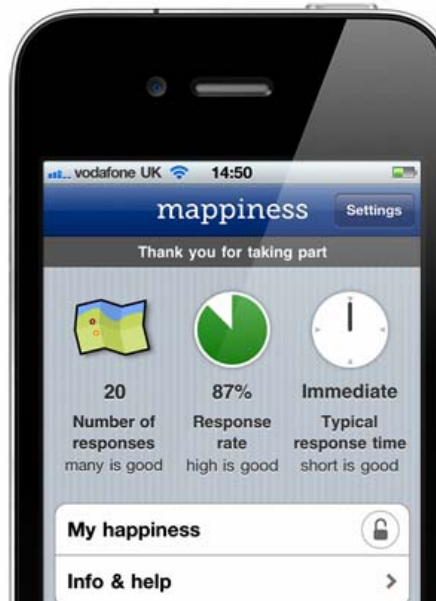 vodafone UK 14:50
mappiness Settings
Thank you for taking part
20 87% Immediate
Number of Response Typical
responses rate response time
many is good high is good short is good
My happiness
Info & help